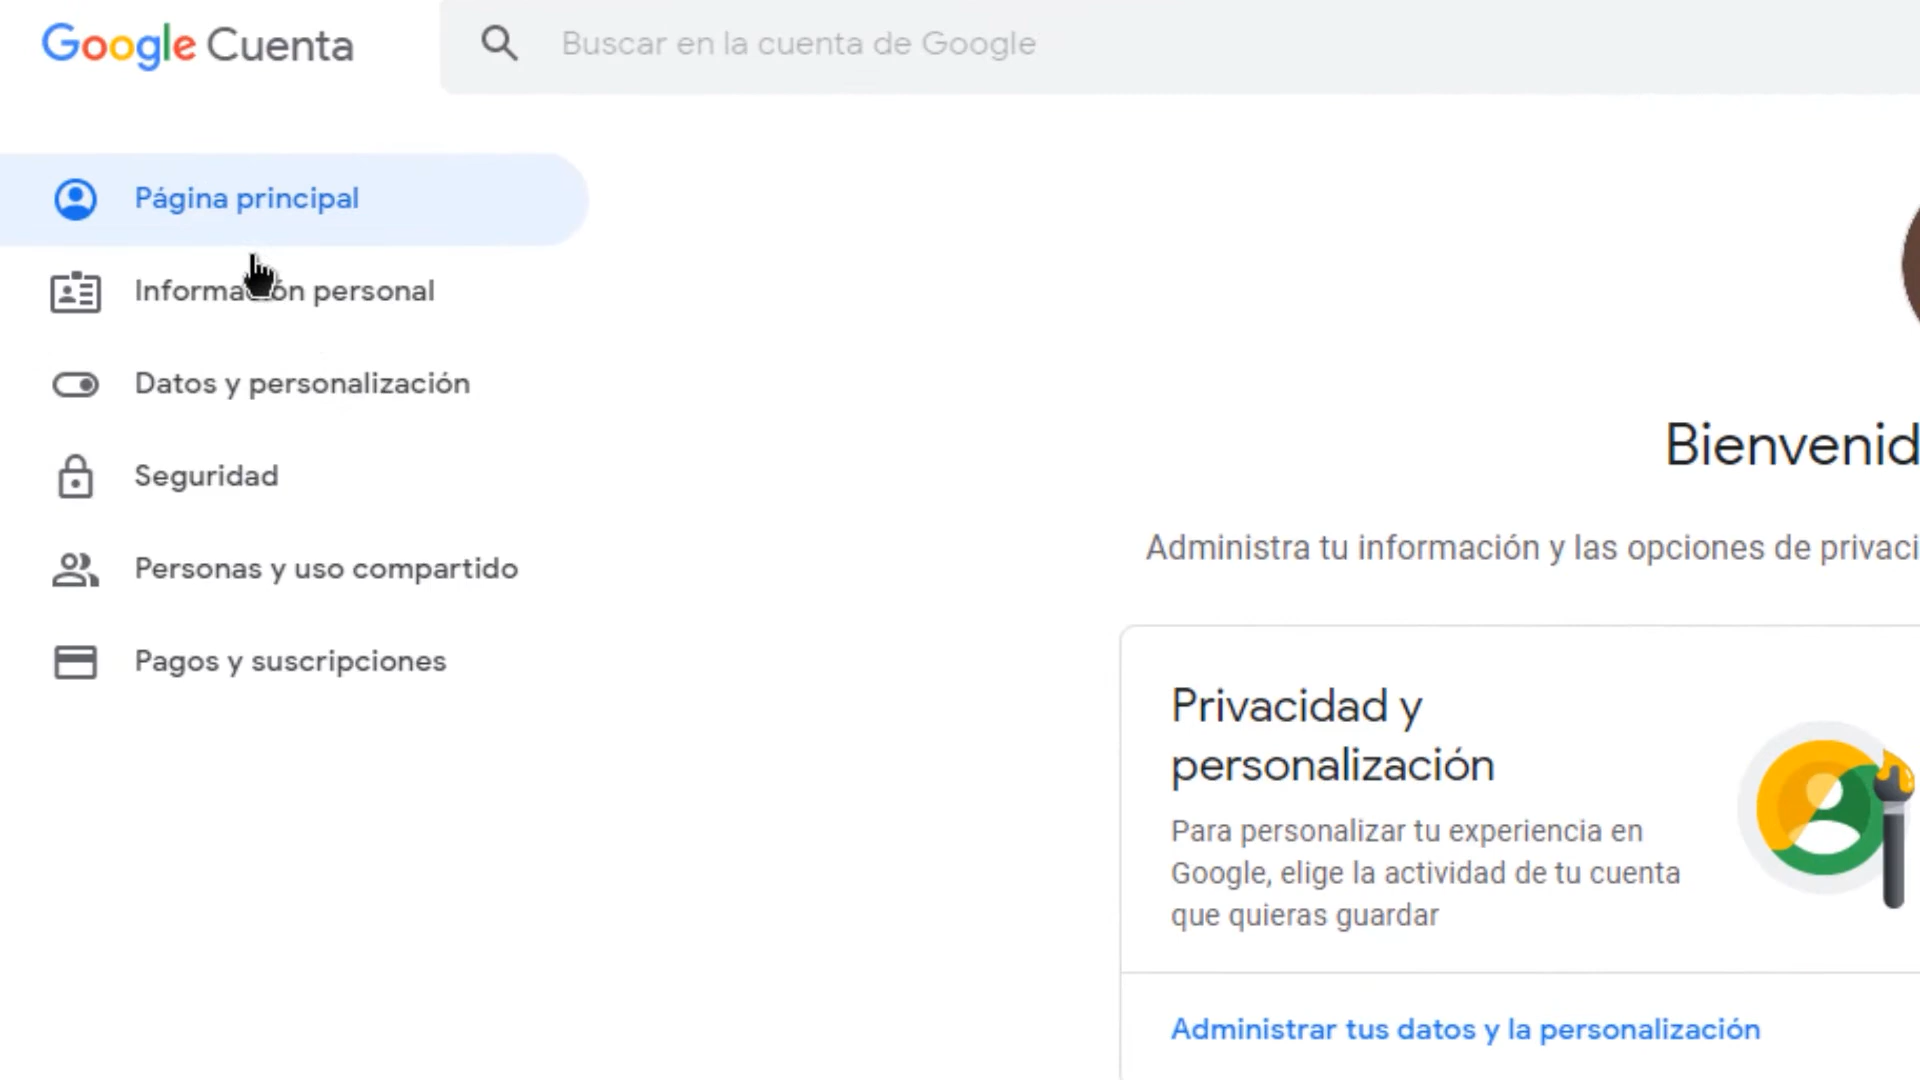 Google Cuenta
Buscar en la cuenta de Google
Página principal
Información personal
Datos y personalización
Seguridad
Personas y uso compartido
Pagos y suscripciones
Bienvenid
Administra tu información y las opciones de privaci
Privacidad y
personalización
Para personalizar tu experiencia en
Google, elige la actividad de tu cuenta
que quieras guardar
Administrar tus datos y la personalización